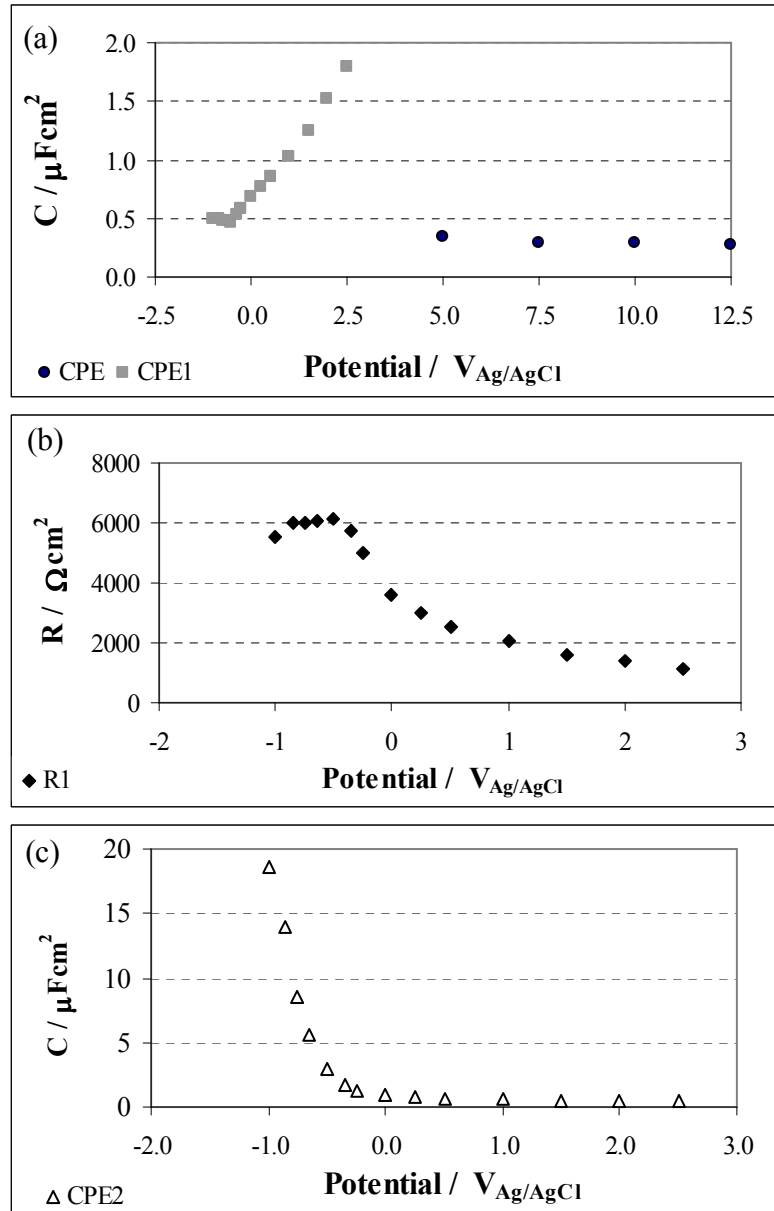 (a)
2.0
1.5
1.0
0.5
0.0
C / μFcm²
-2.5 0.0 2.5 5.0 7.5 10.0 12.5
Potential / V Ag/AgCl
CPE CPE1
(b)
8000
6000
4000
2000
0
R / Ωcm²
-2 -1 0 1 2 3
Potential / V Ag/AgCl
R1
(c)
20
15
10
5
0
C / μFcm²
-2.0 -1.0 0.0 1.0 2.0 3.0
Potential / V Ag/AgCl
CPE2